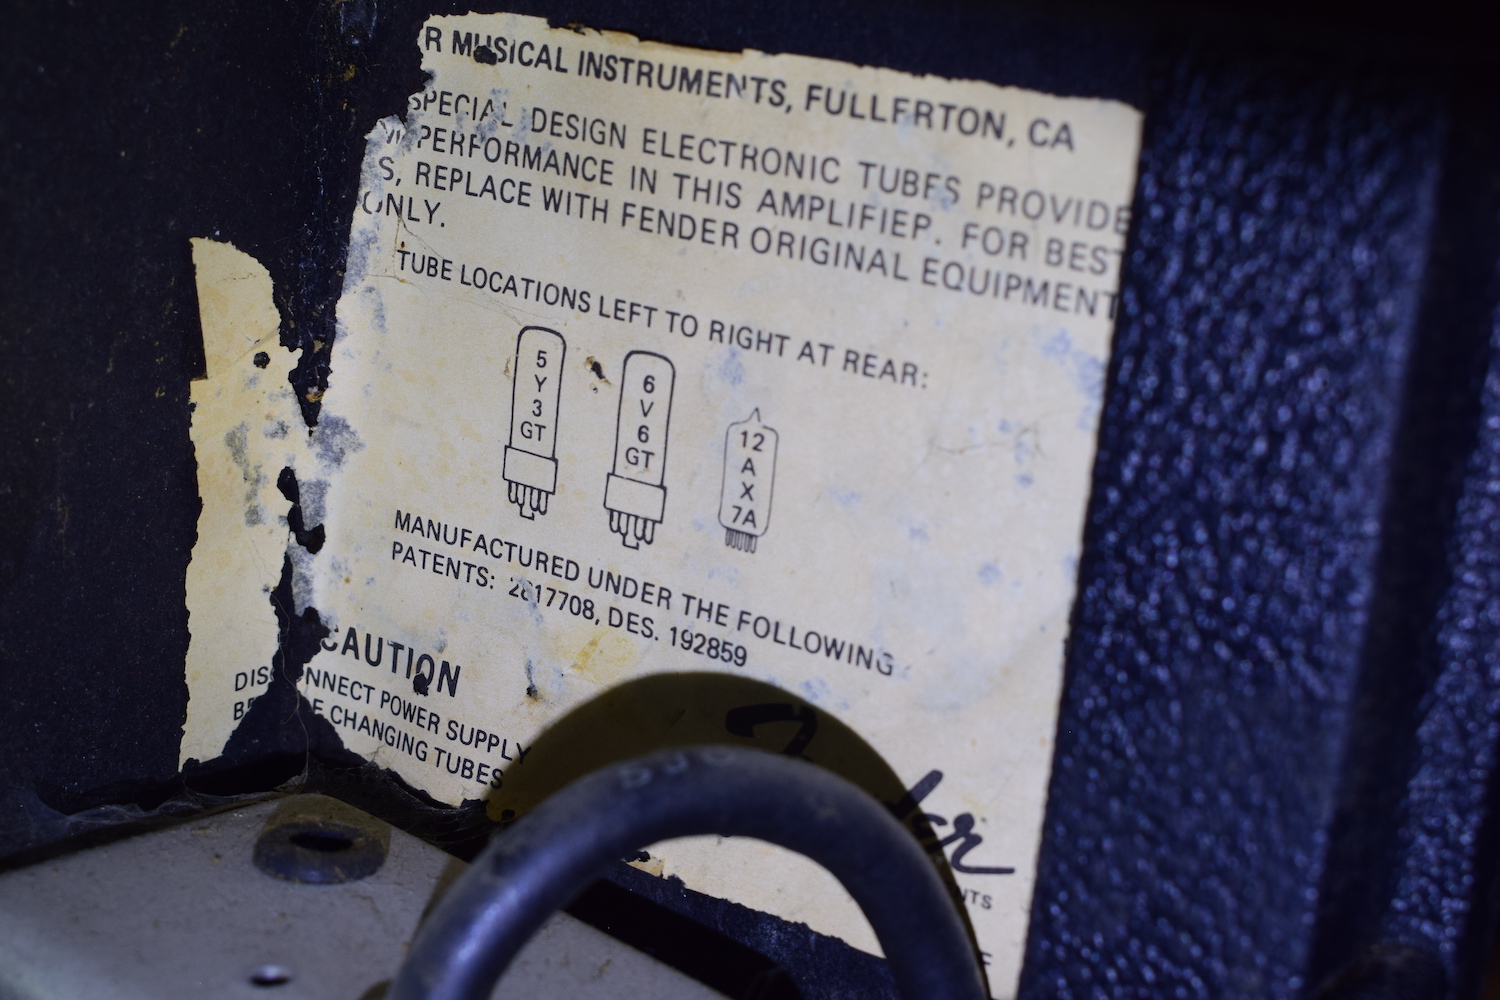 R MUSICAL INSTRUMENTS, FULLERTON, CA
SPECIAL DESIGN ELECTRONIC TUBES PROVIDE
PERFORMANCE IN THIS AMPLIFIER. FOR BEST
S, REPLACE WITH FENDER ORIGINAL EQUIPMENT
ONLY.
TUBE LOCATIONS LEFT TO RIGHT AT REAR:
5
Y
3
GT
6
V
6
GT
12
A
X
7A
MANUFACTURED UNDER THE FOLLOWING
PATENTS: 2817708, DES. 192859
CAUTION
DISCONNECT POWER SUPPLY
BEFORE CHANGING TUBES